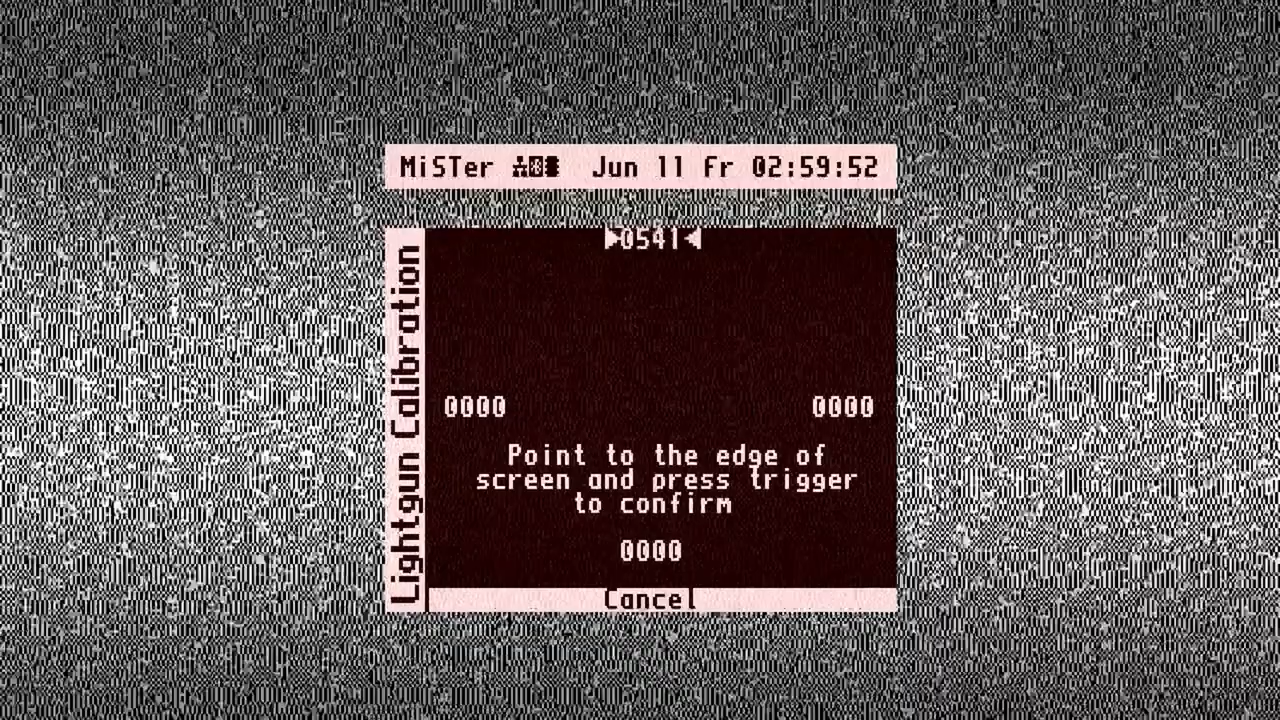 MiSTer Jun 11 Fr 02:59:52
Lightgun Calibration
▶0541◀
0000 0000
Point to the edge of
screen and press trigger
to confirm
0000
Cancel